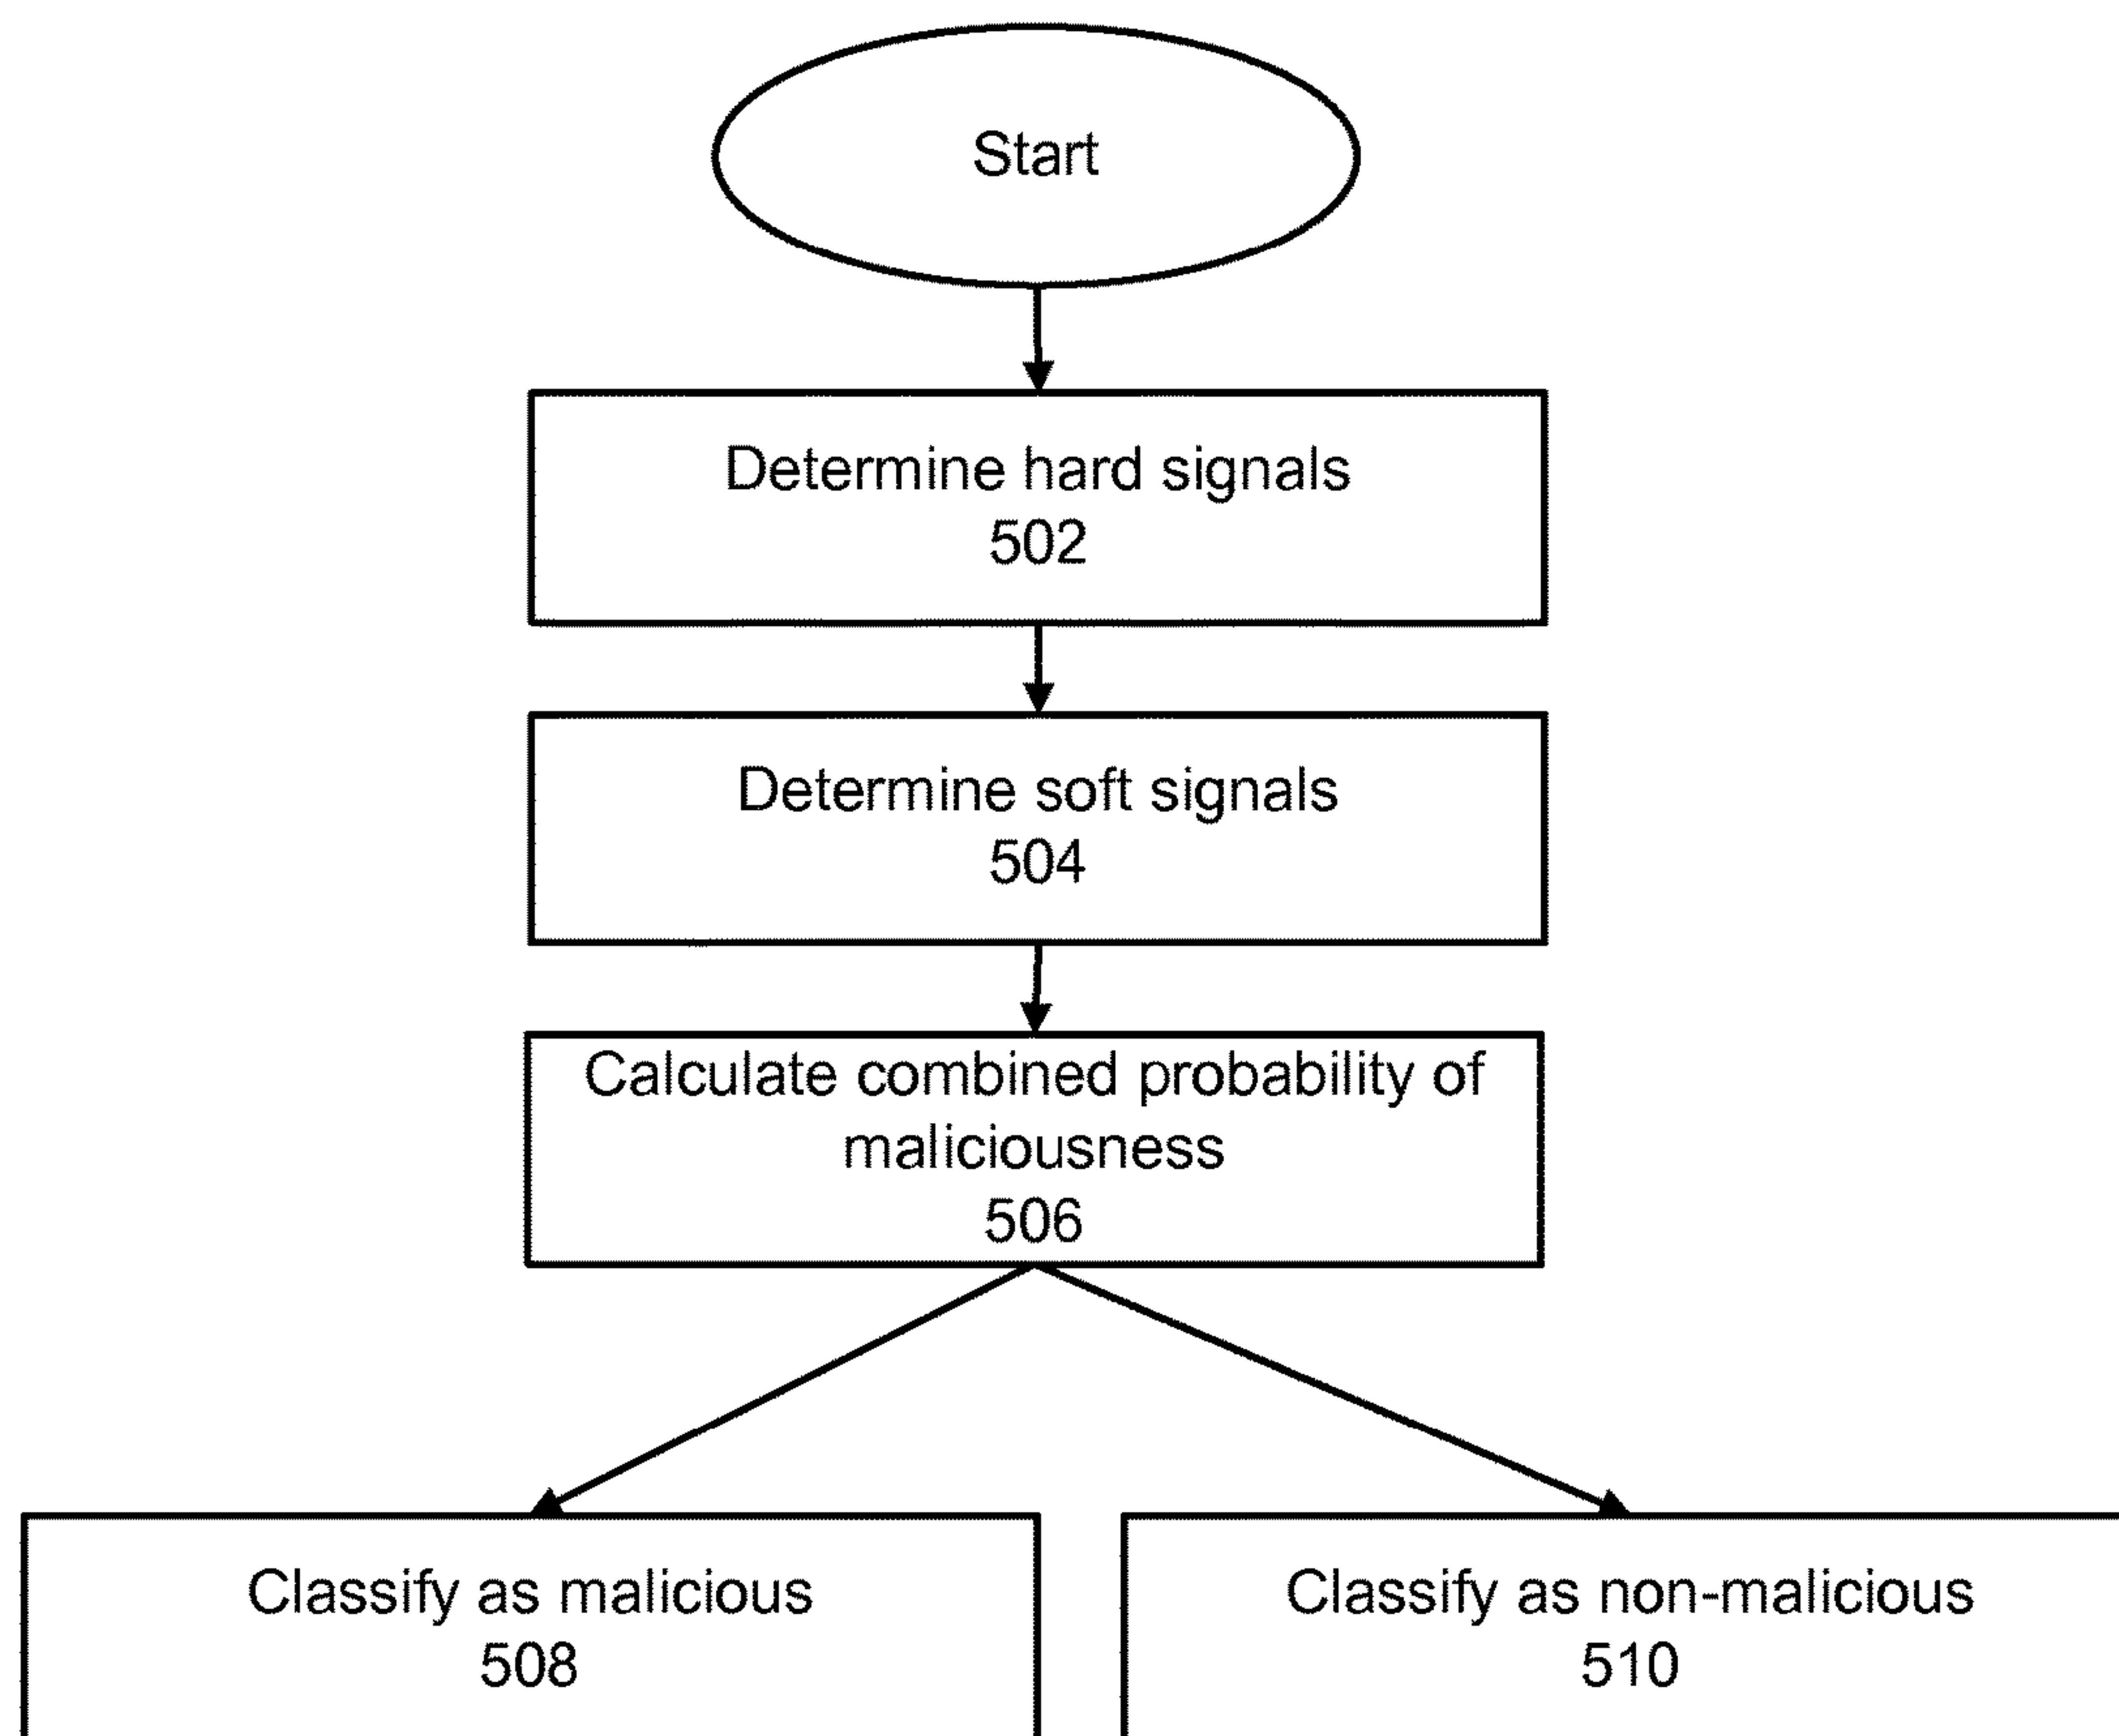 Start
Determine hard signals
502
Determine soft signals
504
Calculate combined probability of
maliciousness
506
Classify as malicious
508
Classify as non-malicious
510